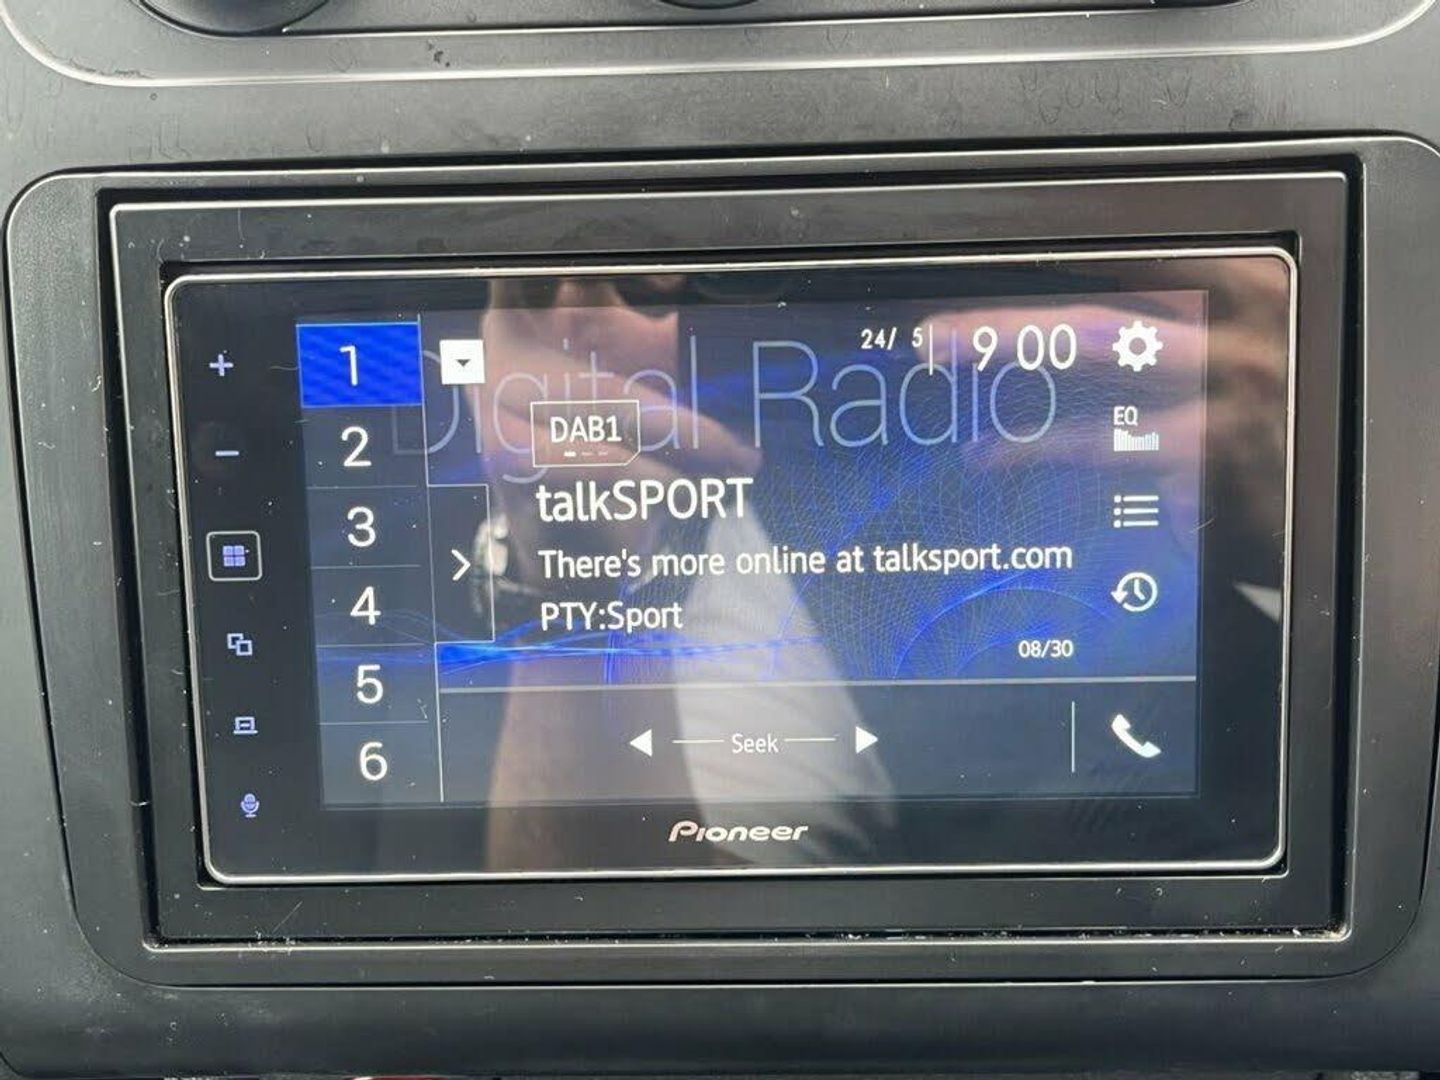 Digital Radio
24/ 5 9 00
1
2
3
4
5
6
DAB1
EQ
talkSPORT
There's more online at talksport.com
PTY:Sport
08/30
Seek
Pioneer